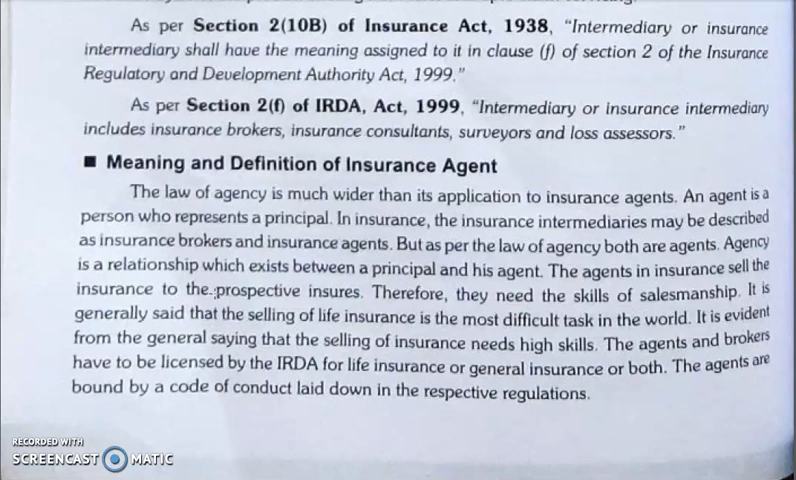 As per Section 2(10B) of Insurance Act, 1938, "Intermediary or insurance
intermediary shall have the meaning assigned to it in clause (f) of section 2 of the Insurance
Regulatory and Development Authority Act, 1999."
As per Section 2(f) of IRDA, Act, 1999, "Intermediary or insurance intermediary
includes insurance brokers, insurance consultants, surveyors and loss assessors."
■ Meaning and Definition of Insurance Agent
The law of agency is much wider than its application to insurance agents. An agent is a
person who represents a principal. In insurance, the insurance intermediaries may be described
as insurance brokers and insurance agents. But as per the law of agency both are agents. Agency
is a relationship which exists between a principal and his agent. The agents in insurance sell the
insurance to the prospective insures. Therefore, they need the skills of salesmanship. It is
generally said that the selling of life insurance is the most difficult task in the world. It is evident
from the general saying that the selling of insurance needs high skills. The agents and brokers
have to be licensed by the IRDA for life insurance or general insurance or both. The agents are
bound by a code of conduct laid down in the respective regulations.
RECORDED WITH
SCREENCAST MATIC